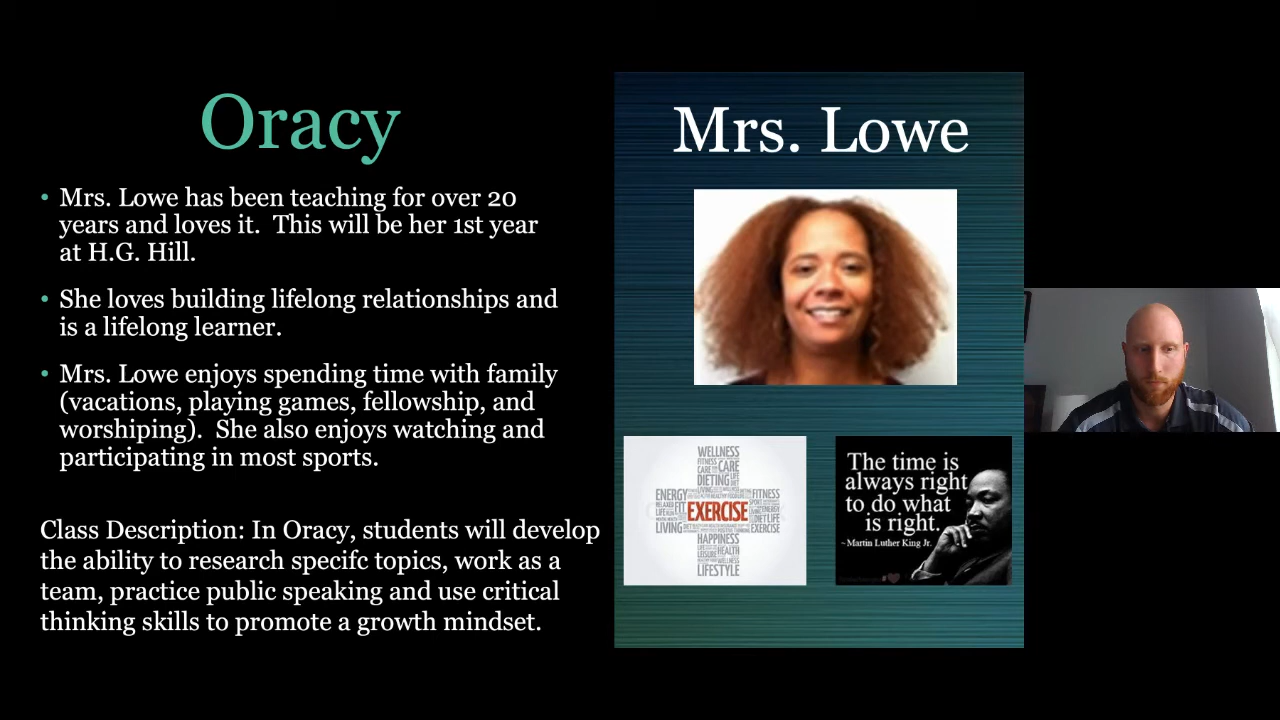 Oracy
• Mrs. Lowe has been teaching for over 20
years and loves it.  This will be her 1st year
at H.G. Hill.
• She loves building lifelong relationships and
is a lifelong learner.
• Mrs. Lowe enjoys spending time with family
(vacations, playing games, fellowship, and
worshiping).  She also enjoys watching and
participating in most sports.
Class Description: In Oracy, students will develop
the ability to research specifc topics, work as a
team, practice public speaking and use critical
thinking skills to promote a growth mindset.
Mrs. Lowe
WELLNESS
FITNESS
CARE CARE
DIETING
ENERGY
FITNESS
LIVING
EXERCISE
EXERCISE
HAPPINESS
HEALTH
WELLNESS
LIFESTYLE
The time is
always right
to do what
is right.
~Martin Luther King Jr.